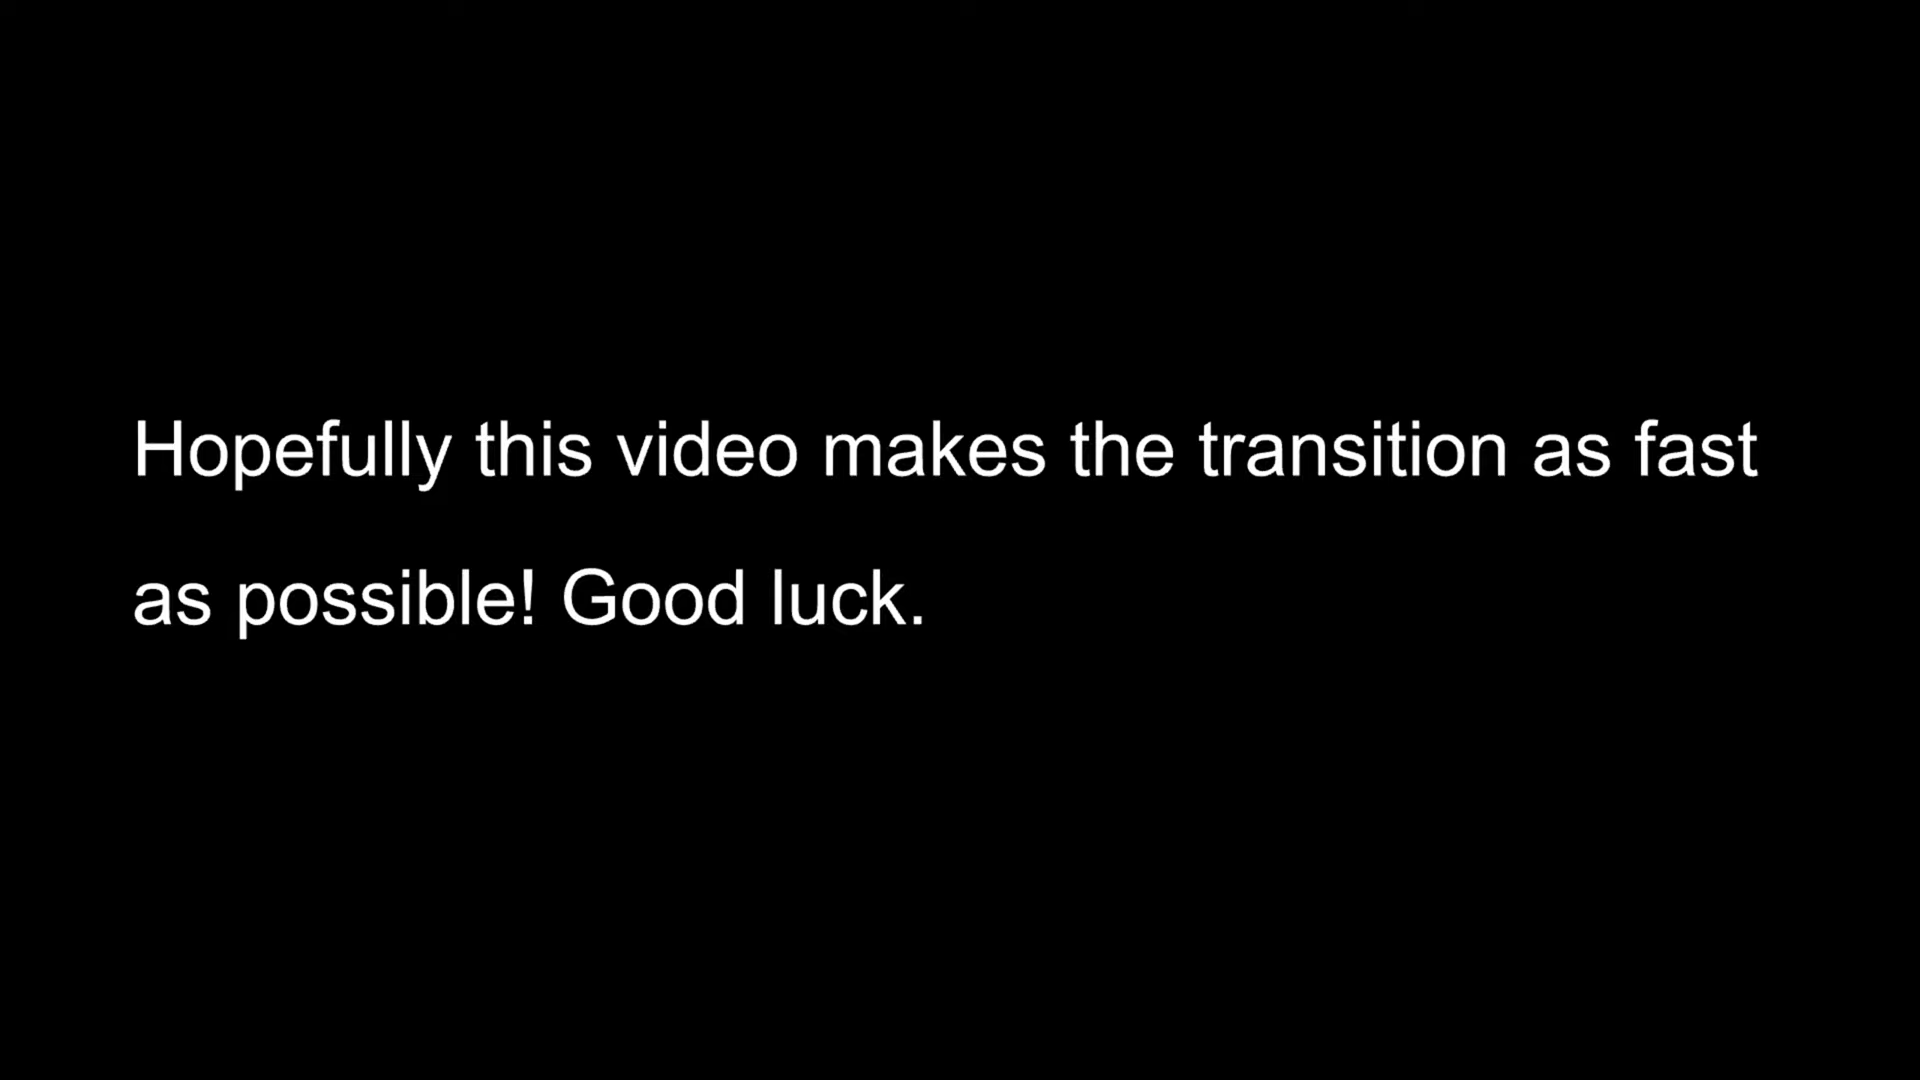 Hopefully this video makes the transition as fast
as possible! Good luck.